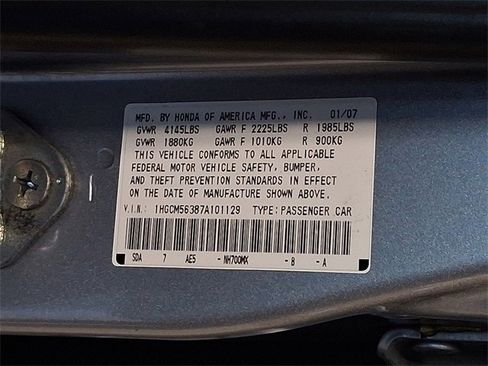 MFD. BY HONDA OF AMERICA MFG., INC. 01/07
GVWR 4145LBS GAWR F 2225LBS R 1985LBS
GVWR 1880KG GAWR F 1010KG R 900KG
THIS VEHICLE CONFORMS TO ALL APPLICABLE
FEDERAL MOTOR VEHICLE SAFETY, BUMPER,
AND THEFT PREVENTION STANDARDS IN EFFECT
ON THE DATE OF MANUFACTURE SHOWN ABOVE.
V.I.N.: 1HGCM56387A101129 TYPE: PASSENGER CAR
SDA 7 AE5 - NH700MX - B - A